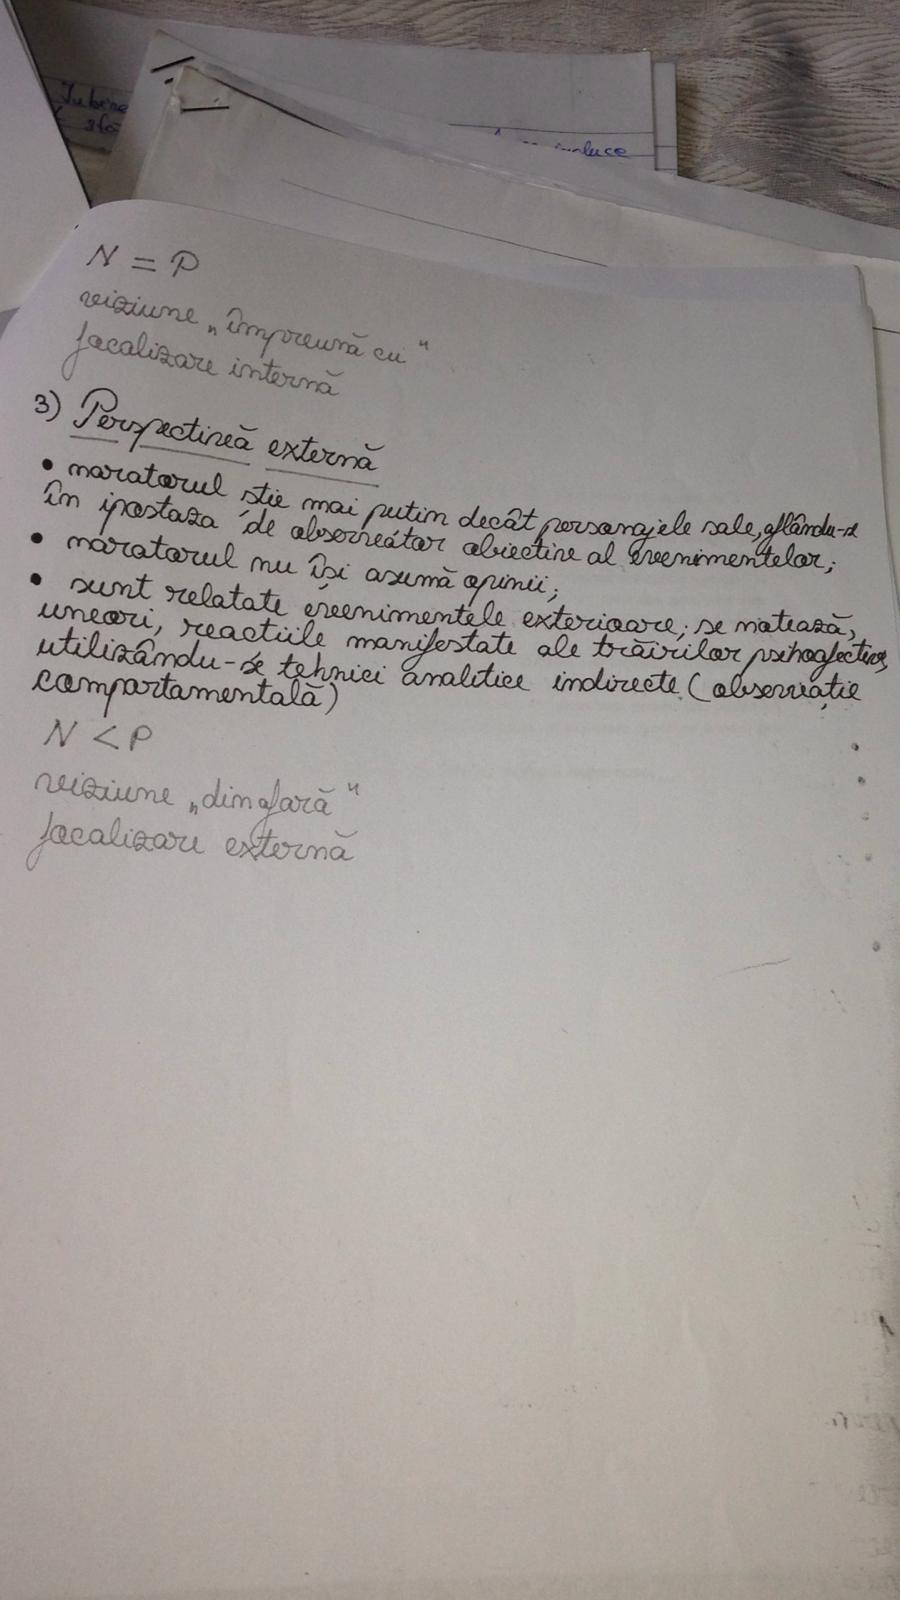 Iubire
involuce
N = P
viziune „împreună cu"
focalizare internă
3) Perspectivă externă
• naratorul știe mai puțin decât personajele sale, aflându-se
în ipostaza de observator obiectiv al evenimentelor;
• naratorul nu își asumă opinii;
• sunt relatate evenimentele exterioare; se notează,
uneori, reacțiile manifestate ale trăirilor psihoafective,
utilizându-se tehnici analitice indirecte (observație
comportamentală)
N < P
viziune „din afară"
focalizare externă